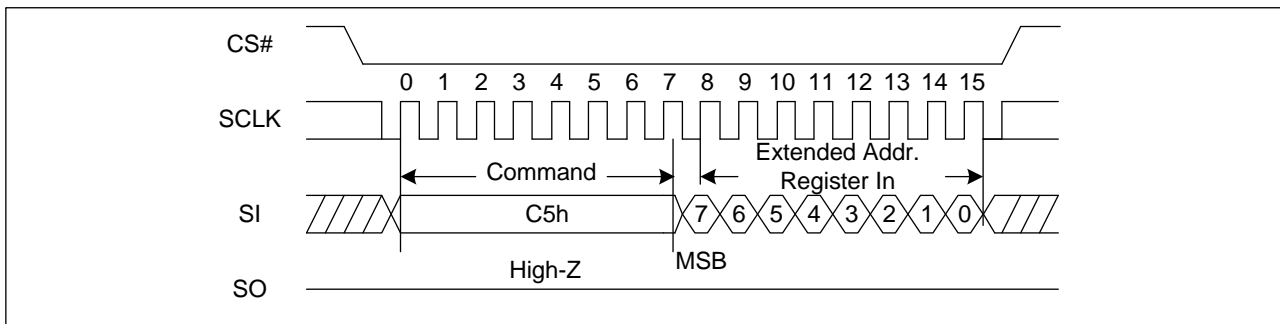 CS#
0 1 2 3 4 5 6 7 8 9 10 11 12 13 14 15
SCLK
Command
Extended Addr.
Register In
SI
C5h
7 6 5 4 3 2 1 0
High-Z
MSB
SO